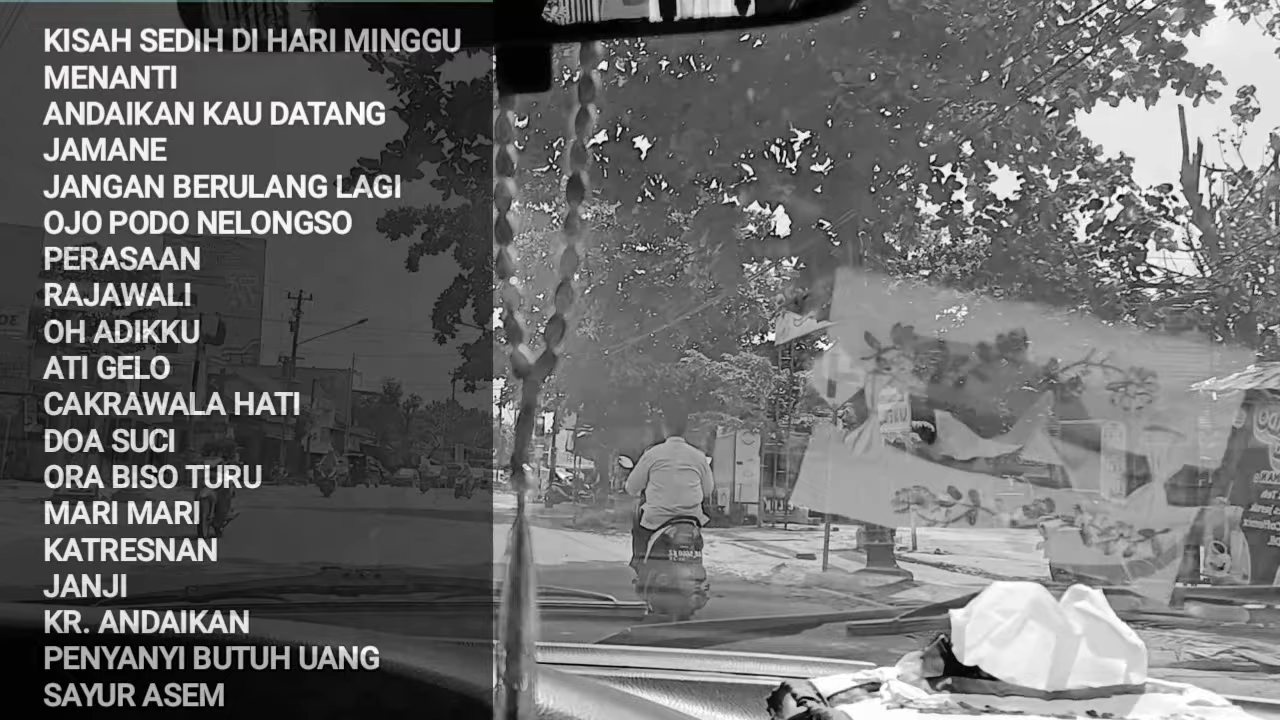 KISAH SEDIH DI HARI MINGGU
MENANTI
ANDAIKAN KAU DATANG
JAMANE
JANGAN BERULANG LAGI
OJO PODO NELONGSO
PERASAAN
RAJAWALI
OH ADIKKU
ATI GELO
CAKRAWALA HATI
DOA SUCI
ORA BISO TURU
MARI MARI
KATRESNAN
JANJI
KR. ANDAIKAN
PENYANYI BUTUH UANG
SAYUR ASEM